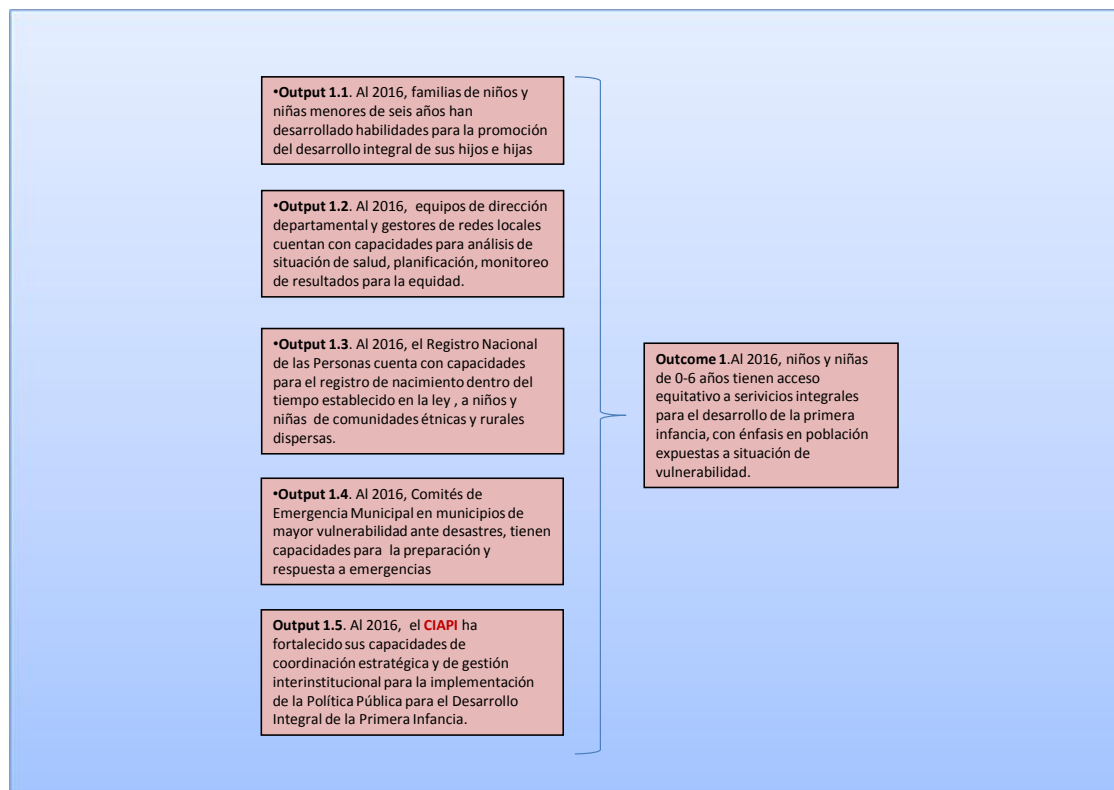 •Output 1.1. Al 2016, familias de niños y
niñas menores de seis años han
desarrollado habilidades para la promoción
del desarrollo integral de sus hijos e hijas
•Output 1.2. Al 2016, equipos de dirección
departamental y gestores de redes locales
cuentan con capacidades para análisis de
situación de salud, planificación, monitoreo
de resultados para la equidad.
•Output 1.3. Al 2016, el Registro Nacional
de las Personas cuenta con capacidades
para el registro de nacimiento dentro del
tiempo establecido en la ley , a niños y
niñas de comunidades étnicas y rurales
dispersas.
•Output 1.4. Al 2016, Comités de
Emergencia Municipal en municipios de
mayor vulnerabilidad ante desastres, tienen
capacidades para la preparación y
respuesta a emergencias
Output 1.5. Al 2016, el CIAPI ha
fortalecido sus capacidades de
coordinación estratégica y de gestión
interinstitucional para la implementación
de la Política Pública para el Desarrollo
Integral de la Primera Infancia.
Outcome 1.Al 2016, niños y niñas
de 0-6 años tienen acceso
equitativo a serivicios integrales
para el desarrollo de la primera
infancia, con énfasis en población
expuestas a situación de
vulnerabilidad.